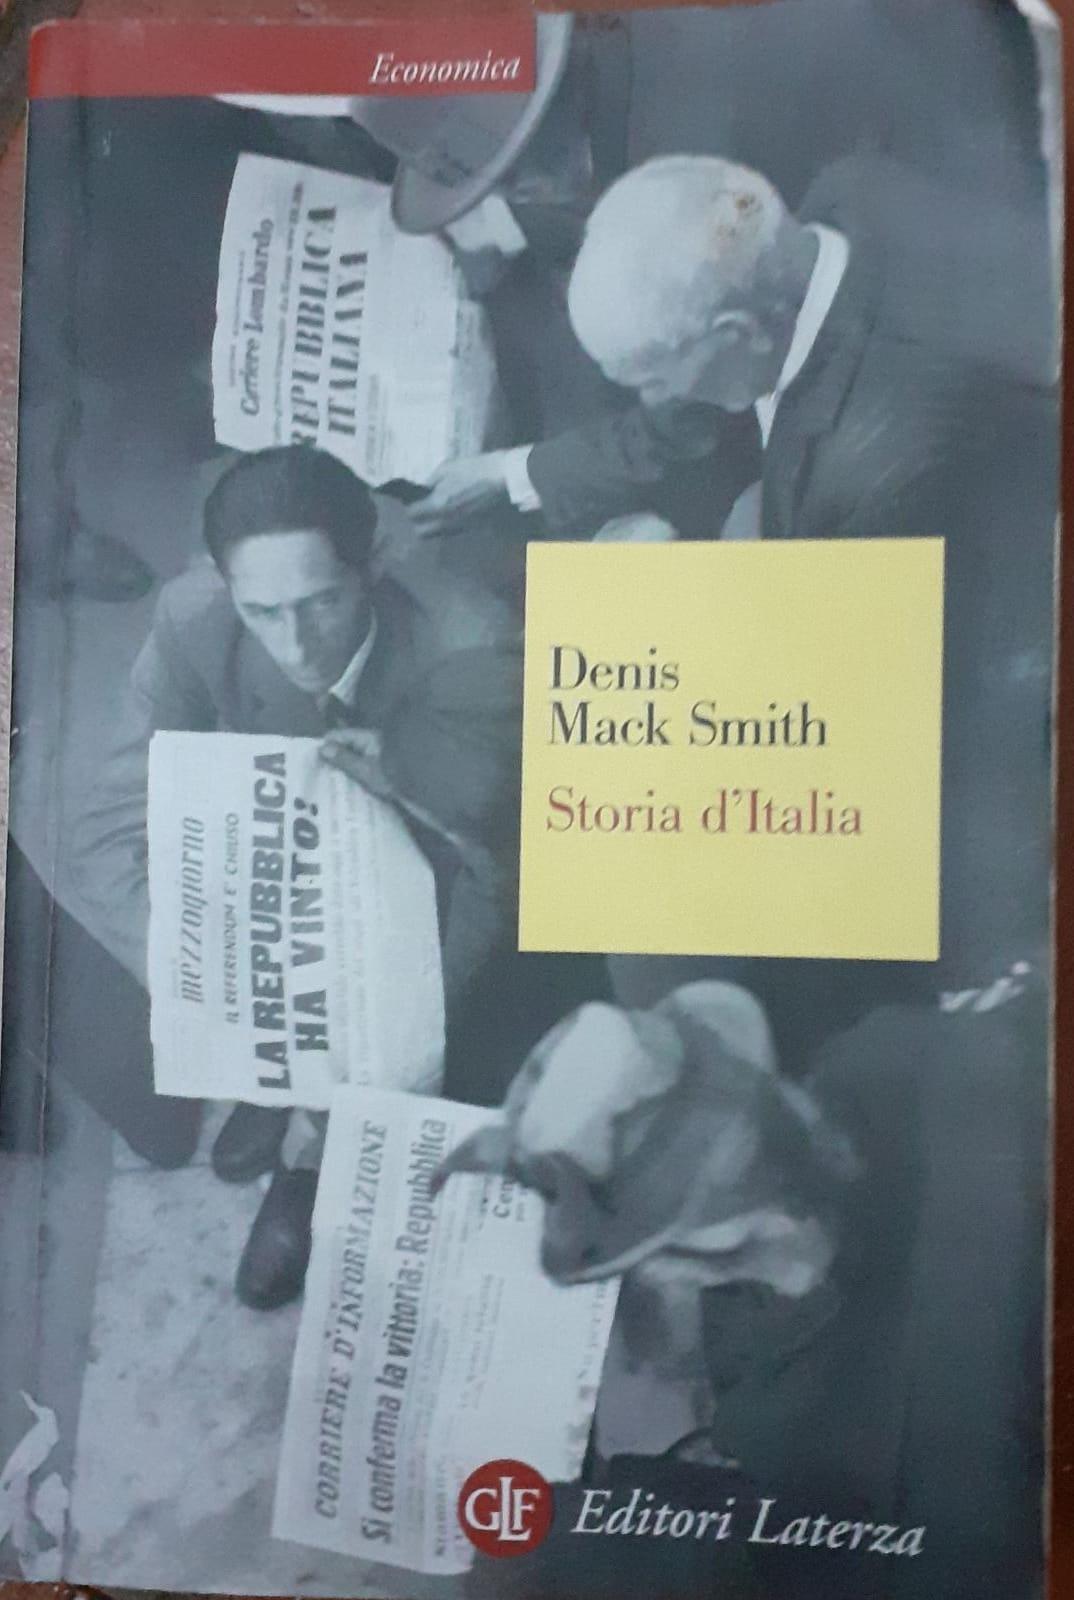 Economica
Corriere Lombardo
REPUBBLICA
ITALIANA
Denis
Mack Smith
Storia d'Italia
mezzogiorno
IL REFERENDUM E' CHIUSO
LA REPUBBLICA
HA VINTO!
CORRIERE D'INFORMAZIONE
Si conferma la vittoria: Repubblica
GLF
Editori Laterza